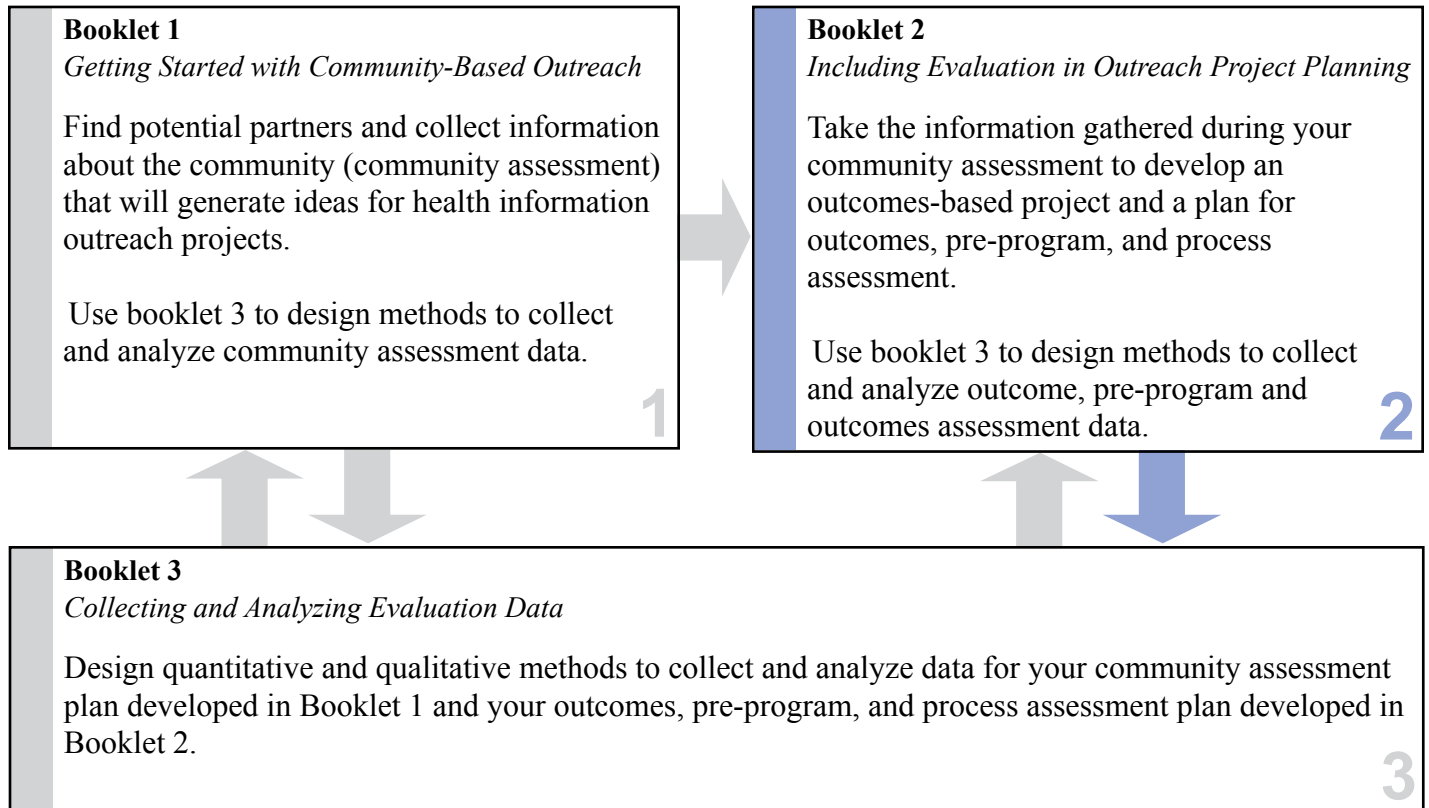 Booklet 1
Getting Started with Community-Based Outreach
Find potential partners and collect information
about the community (community assessment)
that will generate ideas for health information
outreach projects.
Use booklet 3 to design methods to collect
and analyze community assessment data.
1
Booklet 2
Including Evaluation in Outreach Project Planning
Take the information gathered during your
community assessment to develop an
outcomes-based project and a plan for
outcomes, pre-program, and process
assessment.
Use booklet 3 to design methods to collect
and analyze outcome, pre-program and
outcomes assessment data.
2
Booklet 3
Collecting and Analyzing Evaluation Data
Design quantitative and qualitative methods to collect and analyze data for your community assessment
plan developed in Booklet 1 and your outcomes, pre-program, and process assessment plan developed in
Booklet 2.
3